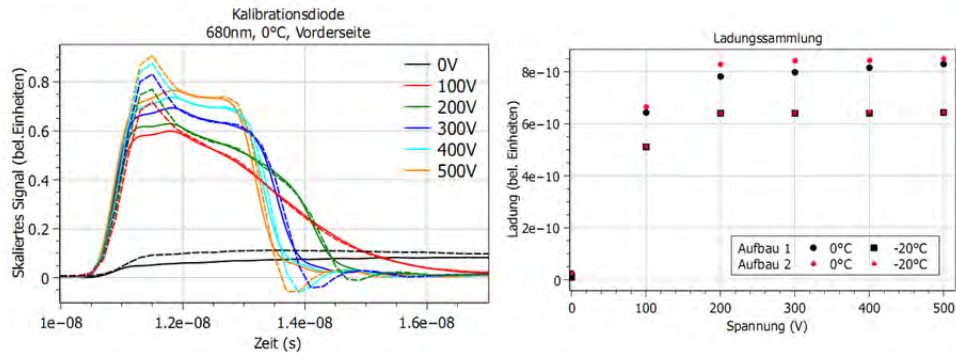 Kalibrationsdiode
680nm, 0°C, Vorderseite
Skaliertes Signal (bel.Einheiten)
0.8
0.6
0.4
0.2
0
1e-08
1.2e-08
1.4e-08
1.6e-08
Zeit (s)
0V
100V
200V
300V
400V
500V
Ladungssammlung
Ladung (bel. Einheiten)
8e-10
6e-10
4e-10
2e-10
0
0
100
200
300
400
500
Spannung (V)
Aufbau 1 0°C -20°C
Aufbau 2 0°C -20°C